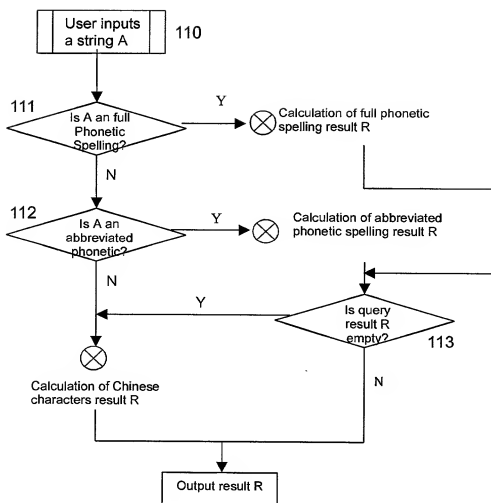 User inputs
a string A
110
111
Is A an full
Phonetic
Spelling?
Y
Calculation of full phonetic
spelling result R
N
112
Is A an
abbreviated
phonetic?
Y
Calculation of abbreviated
phonetic spelling result R
N
Y
Is query
result R
empty?
113
N
Calculation of Chinese
characters result R
Output result R